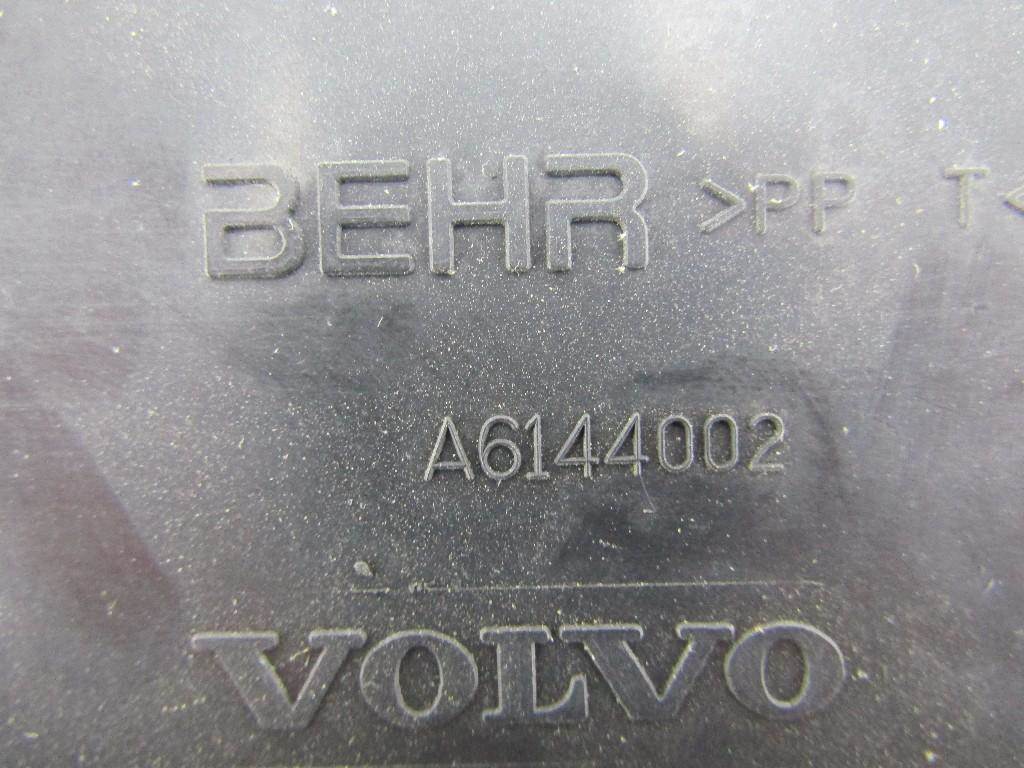 BEHR >PP T<
A6144002
VOLVO